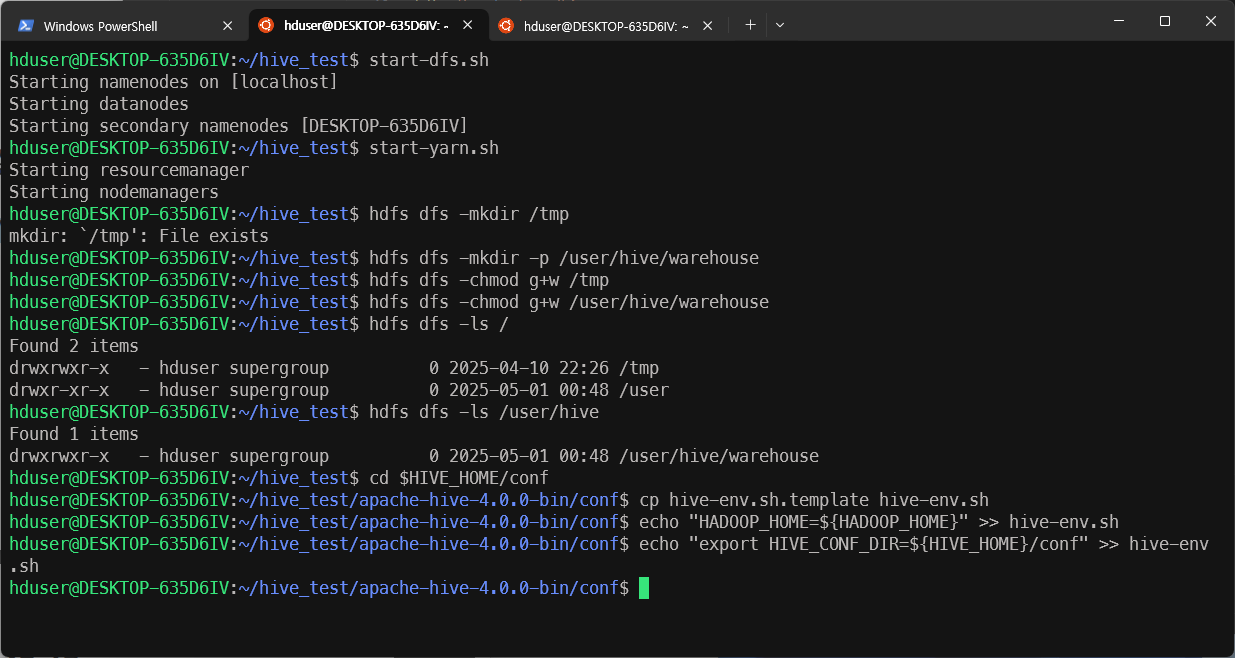 Windows PowerShell
hduser@DESKTOP-635D6IV: ~
hduser@DESKTOP-635D6IV: ~
hduser@DESKTOP-635D6IV:~/hive_test$ start-dfs.sh
Starting namenodes on [localhost]
Starting datanodes
Starting secondary namenodes [DESKTOP-635D6IV]
hduser@DESKTOP-635D6IV:~/hive_test$ start-yarn.sh
Starting resourcemanager
Starting nodemanagers
hduser@DESKTOP-635D6IV:~/hive_test$ hdfs dfs -mkdir /tmp
mkdir: `/tmp': File exists
hduser@DESKTOP-635D6IV:~/hive_test$ hdfs dfs -mkdir -p /user/hive/warehouse
hduser@DESKTOP-635D6IV:~/hive_test$ hdfs dfs -chmod g+w /tmp
hduser@DESKTOP-635D6IV:~/hive_test$ hdfs dfs -chmod g+w /user/hive/warehouse
hduser@DESKTOP-635D6IV:~/hive_test$ hdfs dfs -ls /
Found 2 items
drwxrwxr-x   - hduser supergroup          0 2025-04-10 22:26 /tmp
drwxr-xr-x   - hduser supergroup          0 2025-05-01 00:48 /user
hduser@DESKTOP-635D6IV:~/hive_test$ hdfs dfs -ls /user/hive
Found 1 items
drwxrwxr-x   - hduser supergroup          0 2025-05-01 00:48 /user/hive/warehouse
hduser@DESKTOP-635D6IV:~/hive_test$ cd $HIVE_HOME/conf
hduser@DESKTOP-635D6IV:~/hive_test/apache-hive-4.0.0-bin/conf$ cp hive-env.sh.template hive-env.sh
hduser@DESKTOP-635D6IV:~/hive_test/apache-hive-4.0.0-bin/conf$ echo "HADOOP_HOME=${HADOOP_HOME}" >> hive-env.sh
hduser@DESKTOP-635D6IV:~/hive_test/apache-hive-4.0.0-bin/conf$ echo "export HIVE_CONF_DIR=${HIVE_HOME}/conf" >> hive-env
.sh
hduser@DESKTOP-635D6IV:~/hive_test/apache-hive-4.0.0-bin/conf$